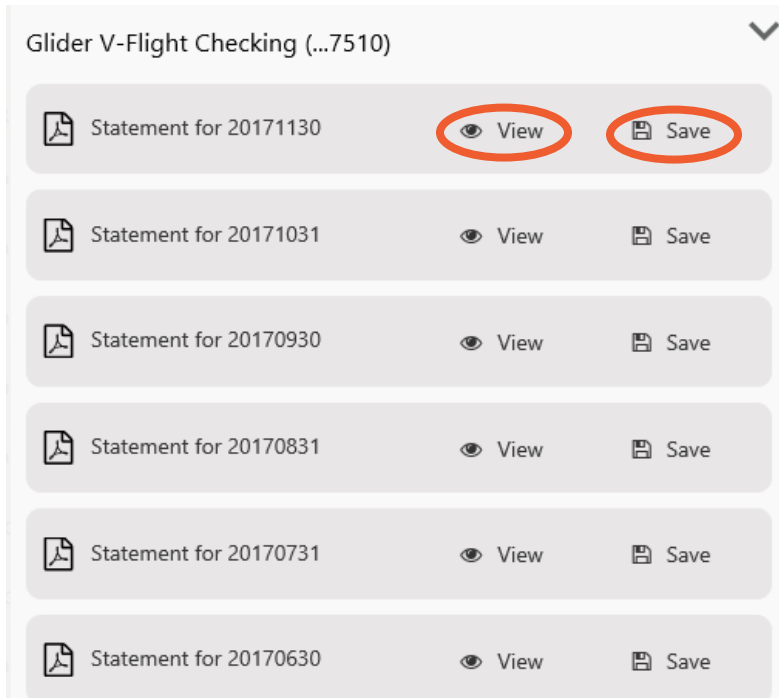 Glider V-Flight Checking (...7510)
Statement for 20171130 View Save
Statement for 20171031 View Save
Statement for 20170930 View Save
Statement for 20170831 View Save
Statement for 20170731 View Save
Statement for 20170630 View Save